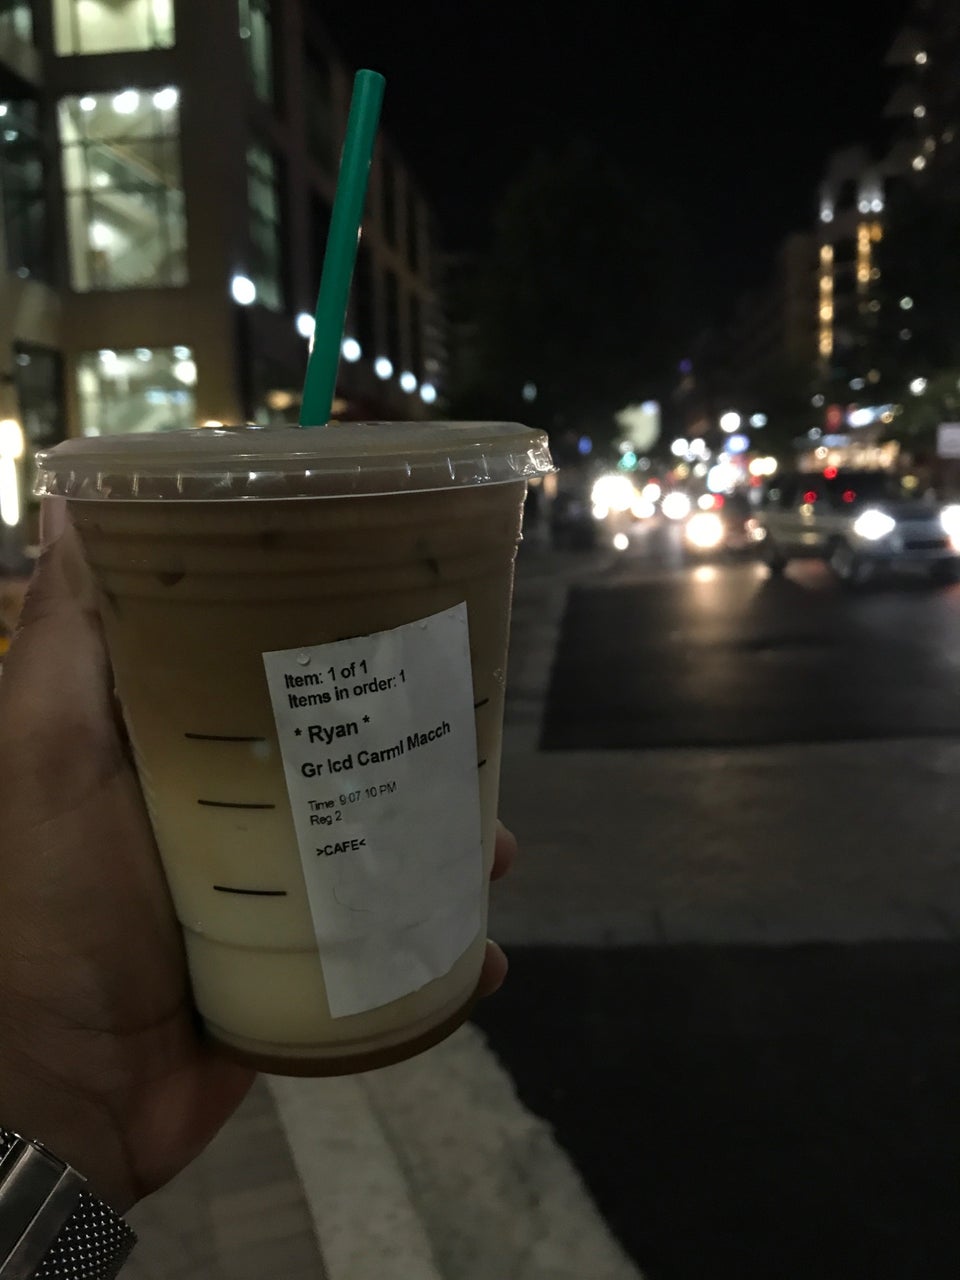 Item: 1 of 1
Items in order: 1
* Ryan *
Gr Icd Carml Macch
Time 9:07:10 PM
Reg 2
>CAFE<